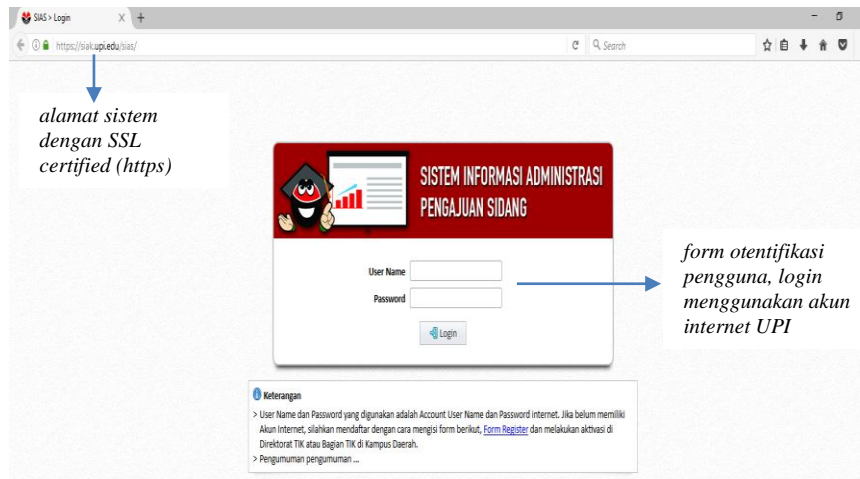 SIAS > Login
https://siak.upi.edu/sias/
Search
alamat sistem
dengan SSL
certified (https)
SISTEM INFORMASI ADMINISTRASI
PENGAJUAN SIDANG
User Name
Password
Login
form otentifikasi
pengguna, login
menggunakan akun
internet UPI
Keterangan
> User Name dan Password yang digunakan adalah Account User Name dan Password internet. Jika belum memiliki
Akun Internet, silahkan mendaftar dengan cara mengisi form berikut, Form Register dan melakukan aktivasi di
Direktorat TIK atau Bagian TIK di Kampus Daerah.
> Pengumuman pengumuman ...